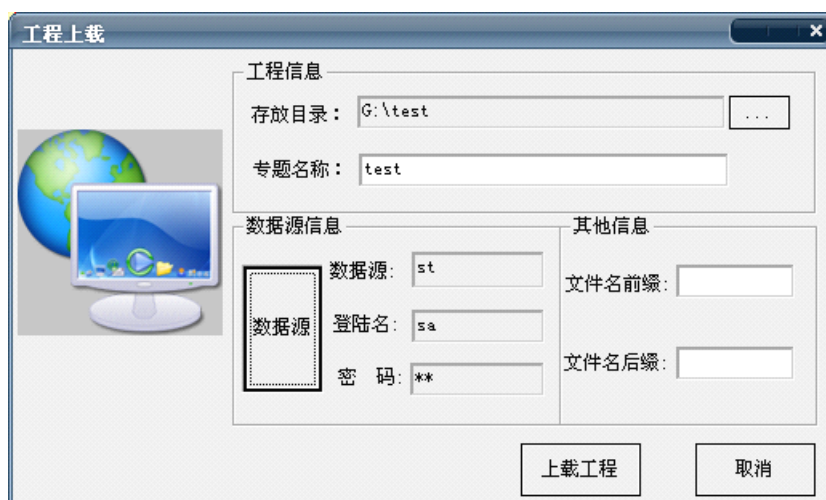 工程上载
工程信息
存放目录： G:\test ...
专题名称： test
数据源信息
数据源
数据源: st
登陆名: sa
密 码: **
其他信息
文件名前缀:
文件名后缀:
上载工程 取消